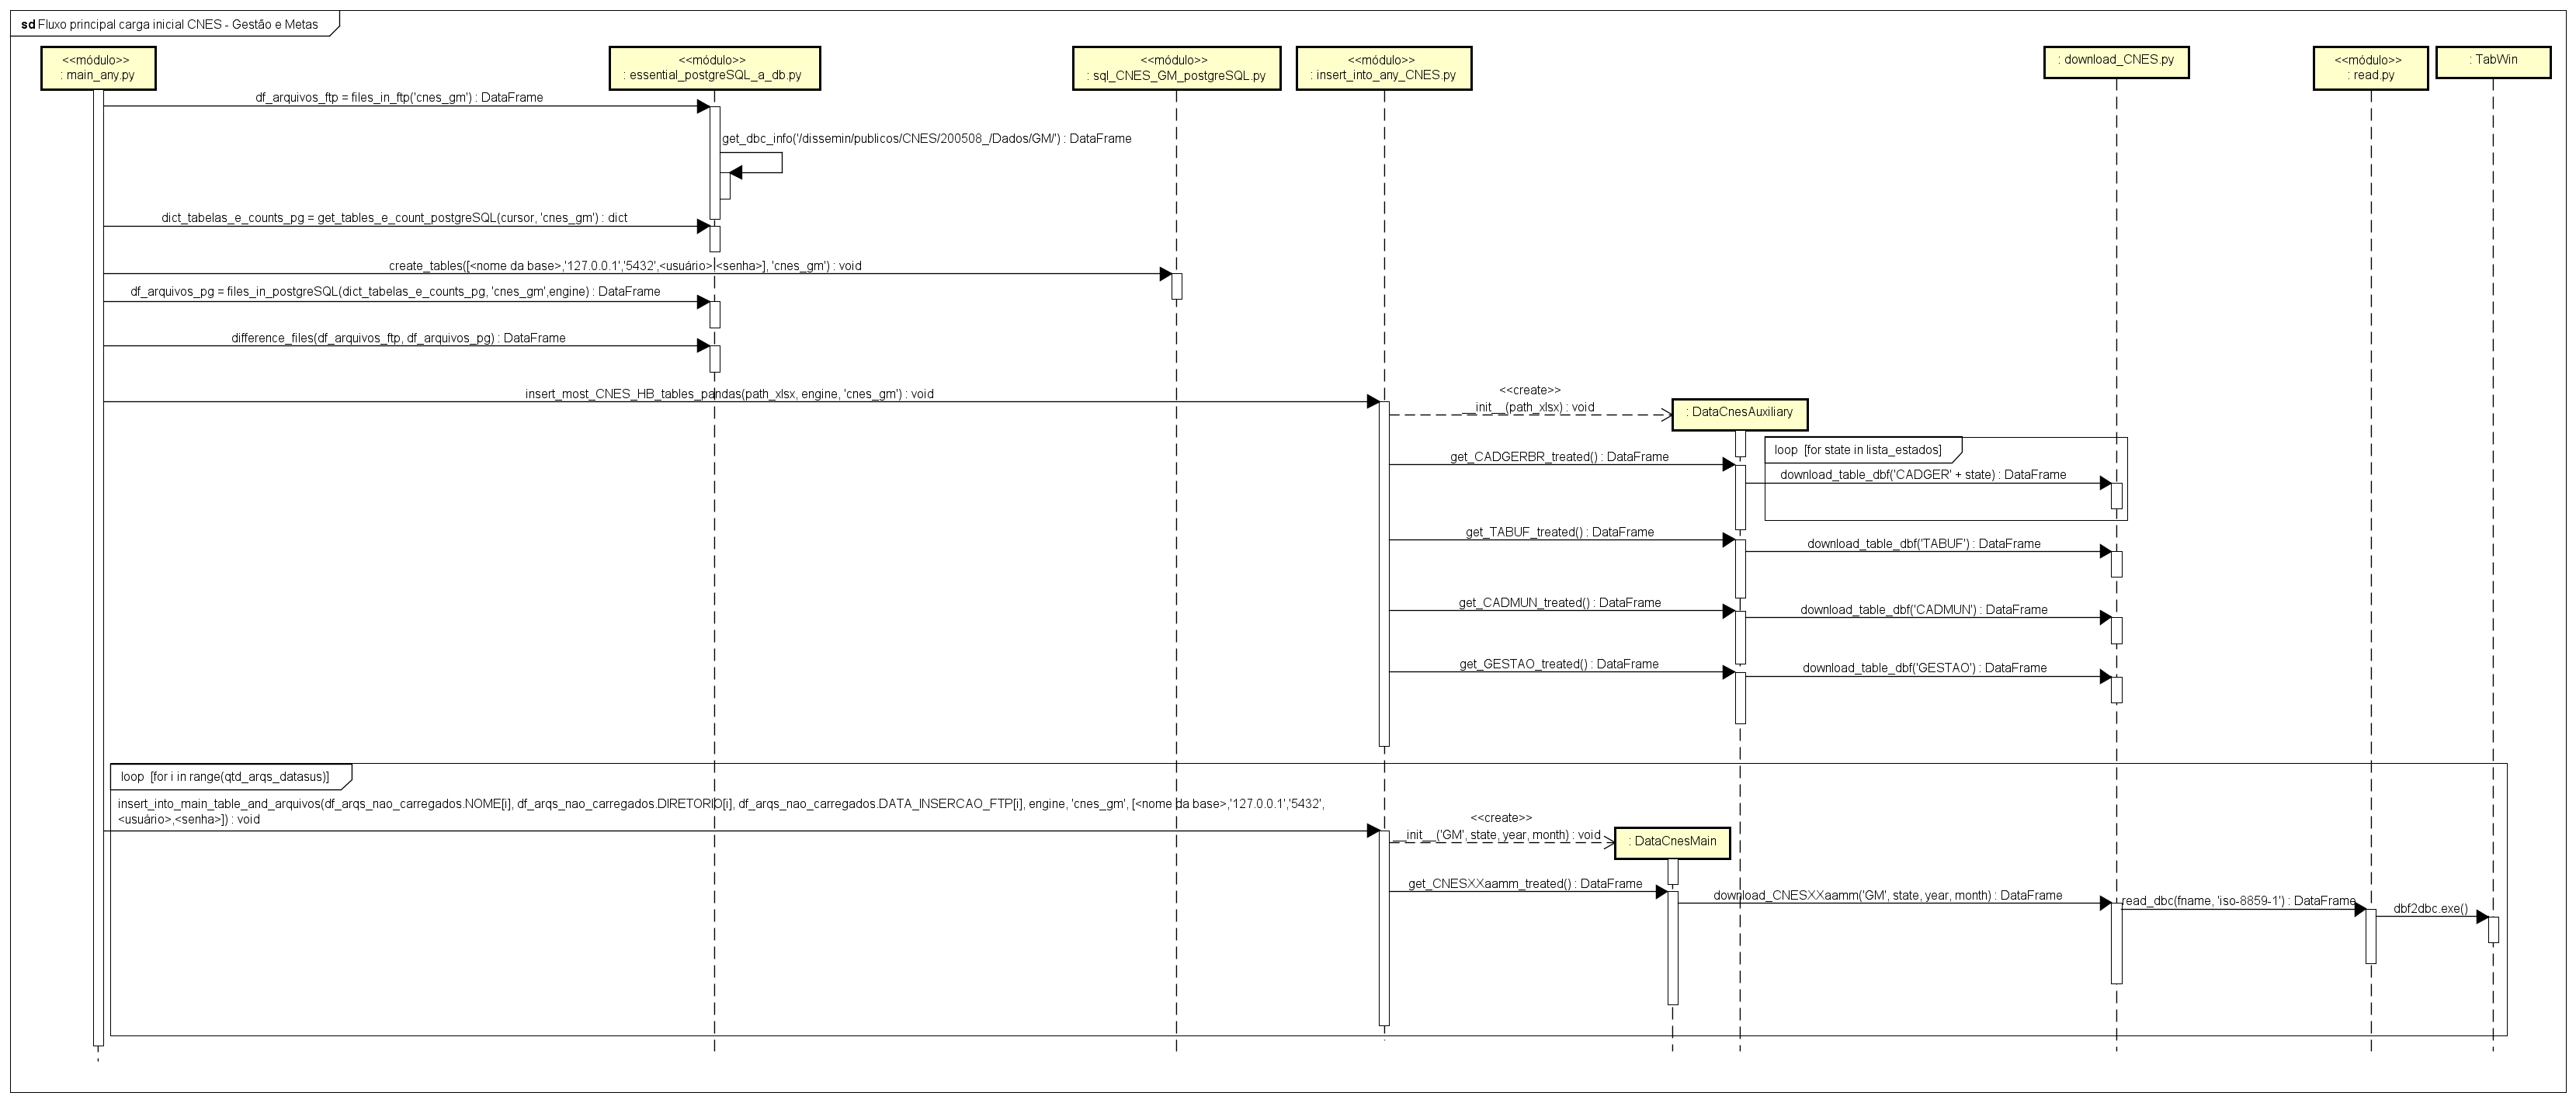 sd Fluxo principal carga inicial CNES - Gestão e Metas
<<módulo>>
: main_any.py
<<módulo>>
: essential_postgreSQL_a_db.py
<<módulo>>
: sql_CNES_GM_postgreSQL.py
<<módulo>>
: insert_into_any_CNES.py
: download_CNES.py
<<módulo>>
: read.py
: TabWin
df_arquivos_ftp = files_in_ftp('cnes_gm') : DataFrame
get_dbc_info('/dissemin/publicos/CNES/200508_/Dados/GM/') : DataFrame
dict_tabelas_e_counts_pg = get_tables_e_count_postgreSQL(cursor, 'cnes_gm') : dict
create_tables([<nome da base>,'127.0.0.1','5432',<usuário>,<senha>], 'cnes_gm') : void
df_arquivos_pg = files_in_postgreSQL(dict_tabelas_e_counts_pg, 'cnes_gm',engine) : DataFrame
difference_files(df_arquivos_ftp, df_arquivos_pg) : DataFrame
insert_most_CNES_HB_tables_pandas(path_xlsx, engine, 'cnes_gm') : void
<<create>>
__init__(path_xlsx) : void
: DataCnesAuxiliary
loop [for state in lista_estados]
get_CADGERBR_treated() : DataFrame
download_table_dbf('CADGER' + state) : DataFrame
get_TABUF_treated() : DataFrame
download_table_dbf('TABUF') : DataFrame
get_CADMUN_treated() : DataFrame
download_table_dbf('CADMUN') : DataFrame
get_GESTAO_treated() : DataFrame
download_table_dbf('GESTAO') : DataFrame
loop [for i in range(qtd_arqs_datasus)]
insert_into_main_table_and_arquivos(df_arqs_nao_carregados.NOME[i], df_arqs_nao_carregados.DIRETORIO[i], df_arqs_nao_carregados.DATA_INSERCAO_FTP[i], engine, 'cnes_gm', [<nome da base>,'127.0.0.1','5432',
<usuário>,<senha>]) : void
<<create>>
__init__('GM', state, year, month) : void
: DataCnesMain
get_CNESXXaamm_treated() : DataFrame
download_CNESXXaamm('GM', state, year, month) : DataFrame
read_dbc(fname, 'iso-8859-1') : DataFrame
dbf2dbc.exe()